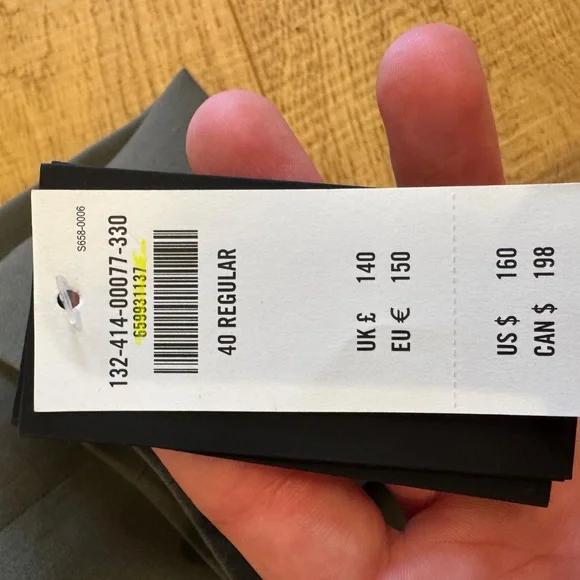 S658-0006
132-414-00077-330
659931137
40 REGULAR
UK £ 140
EU € 150
US $ 160
CAN $ 198